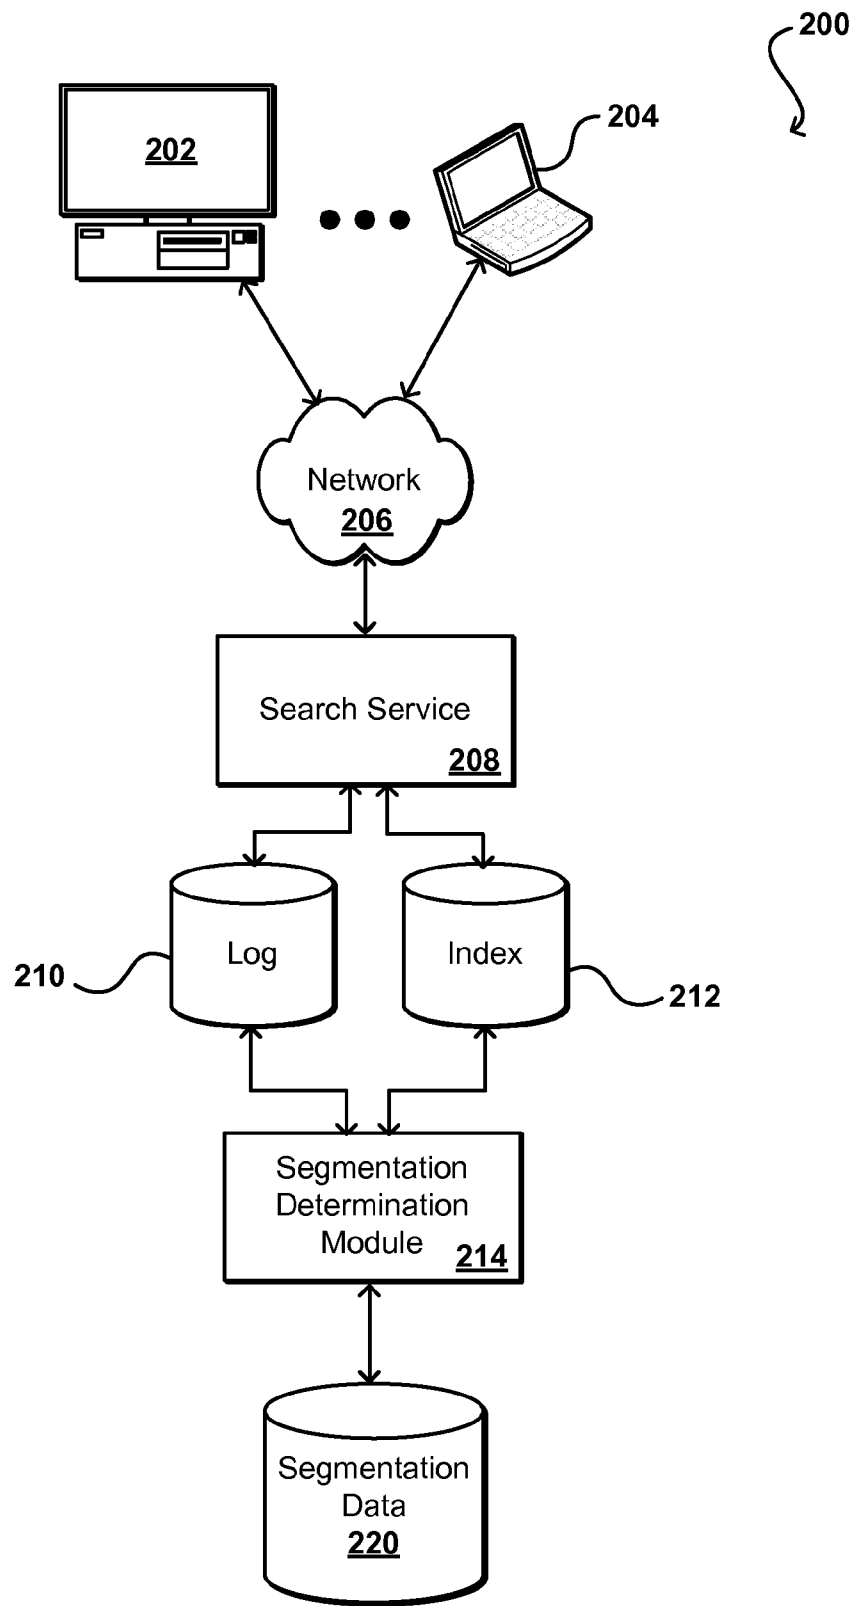 200
202
204
Network
206
Search Service
208
Log
Index
210
212
Segmentation
Determination
Module
214
Segmentation
Data
220